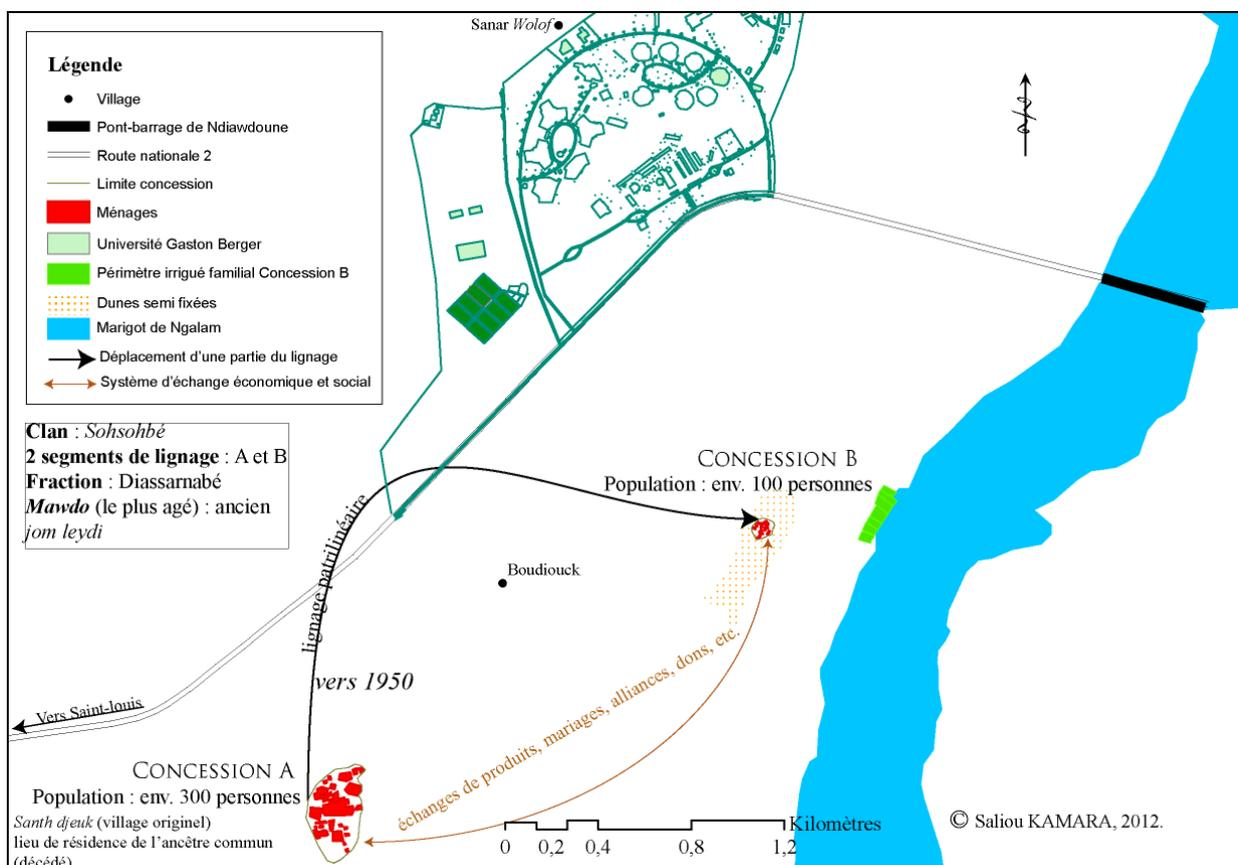 Sanar Wolof
Légende
Village
Pont-barrage de Ndiawdoune
Route nationale 2
Limite concession
Ménages
Université Gaston Berger
Périmètre irrigué familial Concession B
Dunes semi fixées
Marigot de Ngalam
Déplacement d'une partie du lignage
Système d'échange économique et social
Clan : Sohsohbé
2 segments de lignage : A et B
Fraction : Diassarnabé
Mawdo (le plus agé) : ancien
jom leydi
lignage patrilinéaire
vers 1950
CONCESSION B
Population : env. 100 personnes
Boudiouck
échanges de produits, mariages, alliances, dons, etc.
Vers Saint-louis
CONCESSION A
Population : env. 300 personnes
Santh djeuk (village originel)
lieu de résidence de l'ancêtre commun
(décédé)
Kilomètres
0 0,2 0,4 0,8 1,2
© Saliou KAMARA, 2012.